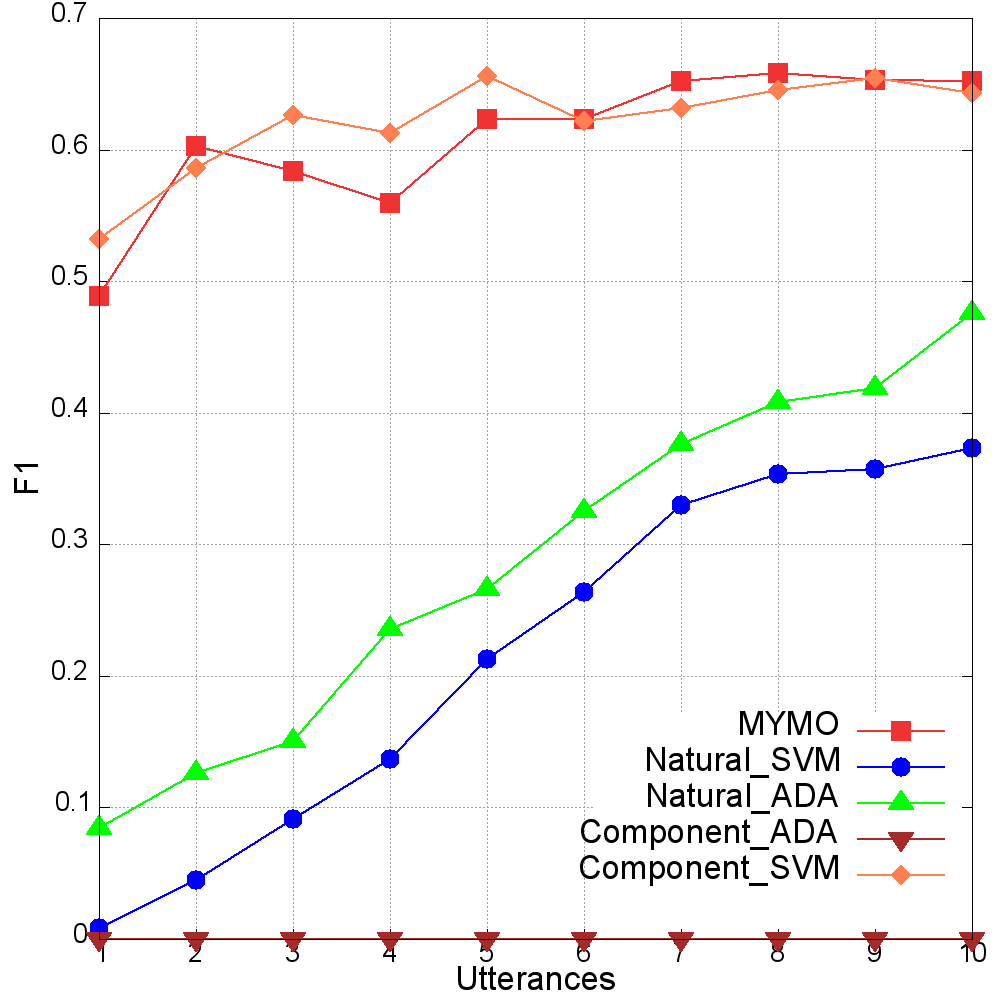 0.7
0.6
0.5
0.4
0.3
0.2
0.1
0
F1
MYMO
Natural_SVM
Natural_ADA
Component_ADA
Component_SVM
1 2 3 4 5 6 7 8 9 10
Utterances